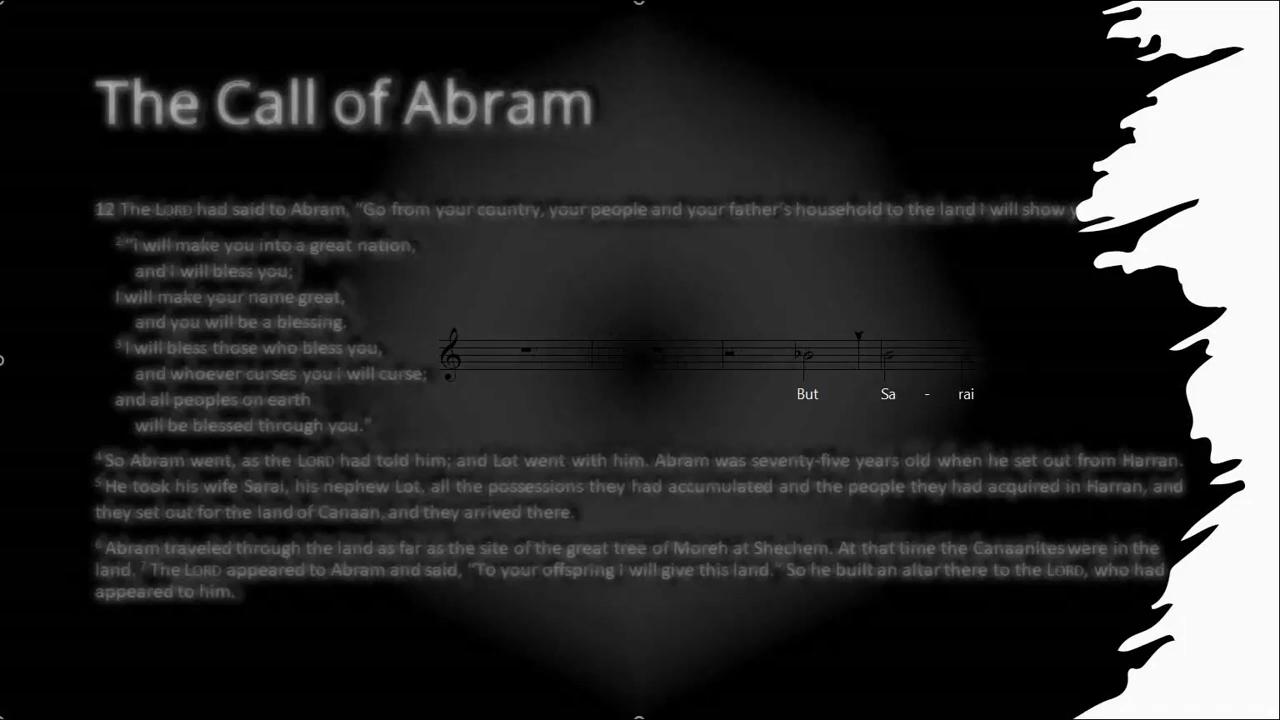 The Call of Abram
12 The LORD had said to Abram, “Go from your country, your people and your father’s household to the land I will show
2 “I will make you into a great nation,
and I will bless you;
I will make your name great,
and you will be a blessing.
3 I will bless those who bless you,
and whoever curses you I will curse;
and all peoples on earth
will be blessed through you.”
But Sa - rai
4 So Abram went, as the LORD had told him; and Lot went with him. Abram was seventy-five years old when he set out from Harran.
5 He took his wife Sarai, his nephew Lot, all the possessions they had accumulated and the people they had acquired in Harran, and
they set out for the land of Canaan, and they arrived there.
6 Abram traveled through the land as far as the site of the great tree of Moreh at Shechem. At that time the Canaanites were in the
land. 7 The LORD appeared to Abram and said, “To your offspring I will give this land.” So he built an altar there to the LORD, who had
appeared to him.